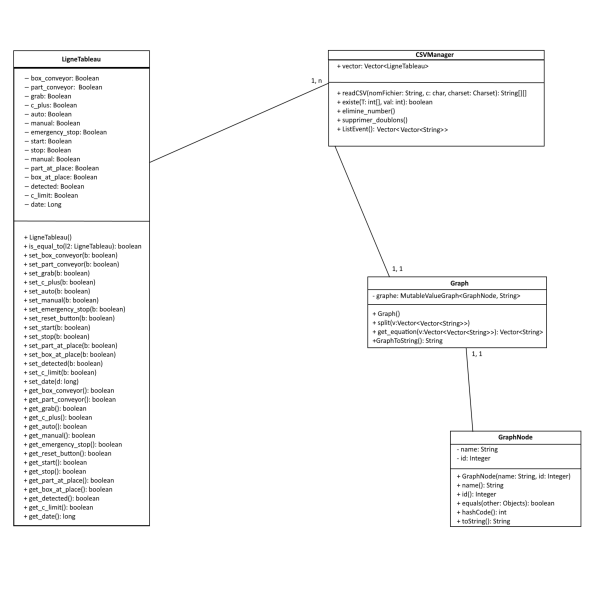 LigneTableau
– box_conveyor: Boolean
– part_conveyor: Boolean
– grab: Boolean
– c_plus: Boolean
– auto: Boolean
– manual: Boolean
– emergency_stop: Boolean
– start: Boolean
– stop: Boolean
– manual: Boolean
– part_at_place: Boolean
– box_at_place: Boolean
– detected: Boolean
– c_limit: Boolean
– date: Long
+ LigneTableau()
+ is_equal_to(l2: LigneTableau): boolean
+ set_box_conveyor(b: boolean)
+ set_part_conveyor(b: boolean)
+ set_grab(b: boolean)
+ set_c_plus(b: boolean)
+ set_auto(b: boolean)
+ set_manual(b: boolean)
+ set_emergency_stop(b: boolean)
+ set_reset_button(b: boolean)
+ set_start(b: boolean)
+ set_stop(b: boolean)
+ set_part_at_place(b: boolean)
+ set_box_at_place(b: boolean)
+ set_detected(b: boolean)
+ set_c_limit(b: boolean)
+ set_date(d: long)
+ get_box_conveyor(): boolean
+ get_part_conveyor(): boolean
+ get_grab(): boolean
+ get_c_plus(): boolean
+ get_auto(): boolean
+ get_manual(): boolean
+ get_emergency_stop(): boolean
+ get_reset_button(): boolean
+ get_start(): boolean
+ get_stop(): boolean
+ get_part_at_place(): boolean
+ get_box_at_place(): boolean
+ get_detected(): boolean
+ get_c_limit(): boolean
+ get_date(): long
1, n
CSVManager
+ vector: Vector<LigneTableau>
+ readCSV(nomFichier: String, c: char, charset: Charset): String[][]
+ existe(T: int[], val: int): boolean
+ elimine_number()
+ supprimer_doublons()
+ ListEvent(): Vector< Vector<String>>
1, 1
Graph
- graphe: MutableValueGraph<GraphNode, String>
+ Graph()
+ split(v:Vector<Vector<String>>)
+ get_equation(v:Vector<Vector<String>>): Vector<String>
+GraphToString(): String
1, 1
GraphNode
- name: String
- id: Integer
+ GraphNode(name: String, id: Integer)
+ name(): String
+ id(): Integer
+ equals(other: Objects): boolean
+ hashCode(): int
+ toString(): String